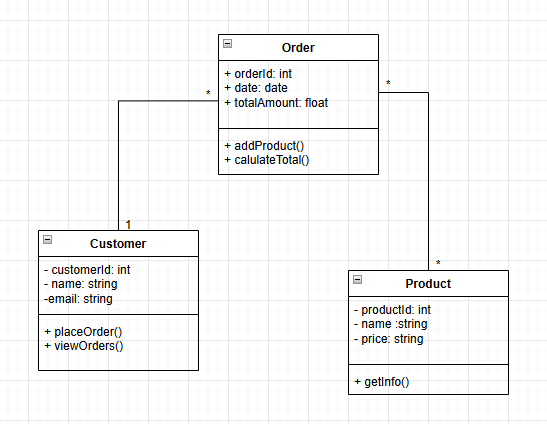 Order
+ orderId: int
+ date: date
+ totalAmount: float
+ addProduct()
+ calulateTotal()
*
*
1
Customer
- customerId: int
- name: string
-email: string
+ placeOrder()
+ viewOrders()
*
Product
- productId: int
- name :string
- price: string
+ getInfo()